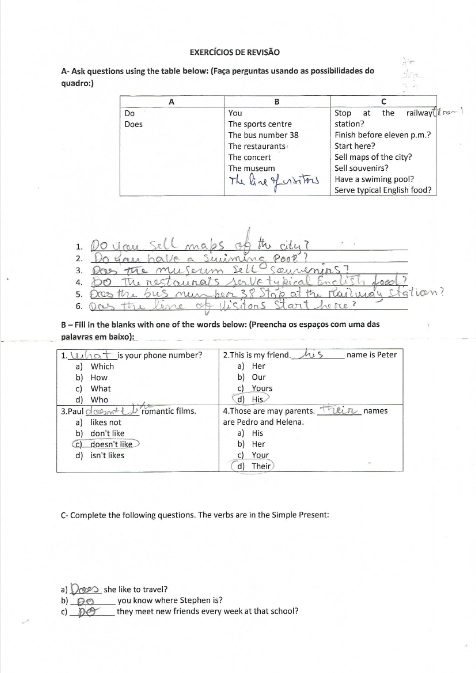 EXERCÍCIOS DE REVISÃO
A- Ask questions using the table below: (Faça perguntas usando as possibilidades do
quadro:)
A B C
Do You Stop at the railway
Does The sports centre station?
The bus number 38 Finish before eleven p.m.?
The restaurants Start here?
The concert Sell maps of the city?
The museum Sell souvenirs?
The line of visitors Have a swiming pool?
Serve typical English food?
1. Do you sell maps of the city?
2. Do you have a swiming pool?
3. Does the museum sell souvenirs?
4. DO The restaurats serve typical English food?
5. Does the bus number 38 Stop at the railway station?
6. Das the line of visitors Start here?
B – Fill in the blanks with one of the words below: (Preencha os espaços com uma das
palavras em baixo):
1. what is your phone number?
a) Which
b) How
c) What
d) Who
2.This is my friend. his name is Peter
a) Her
b) Our
c) Yours
d) His
3.Paul doesn't like romantic films.
a) likes not
b) don't like
c) doesn't like
d) isn't likes
4.Those are may parents. Their names
are Pedro and Helena.
a) His
b) Her
c) Your
d) Their
C- Complete the following questions. The verbs are in the Simple Present:
a) Does she like to travel?
b) DO you know where Stephen is?
c) DO they meet new friends every week at that school?